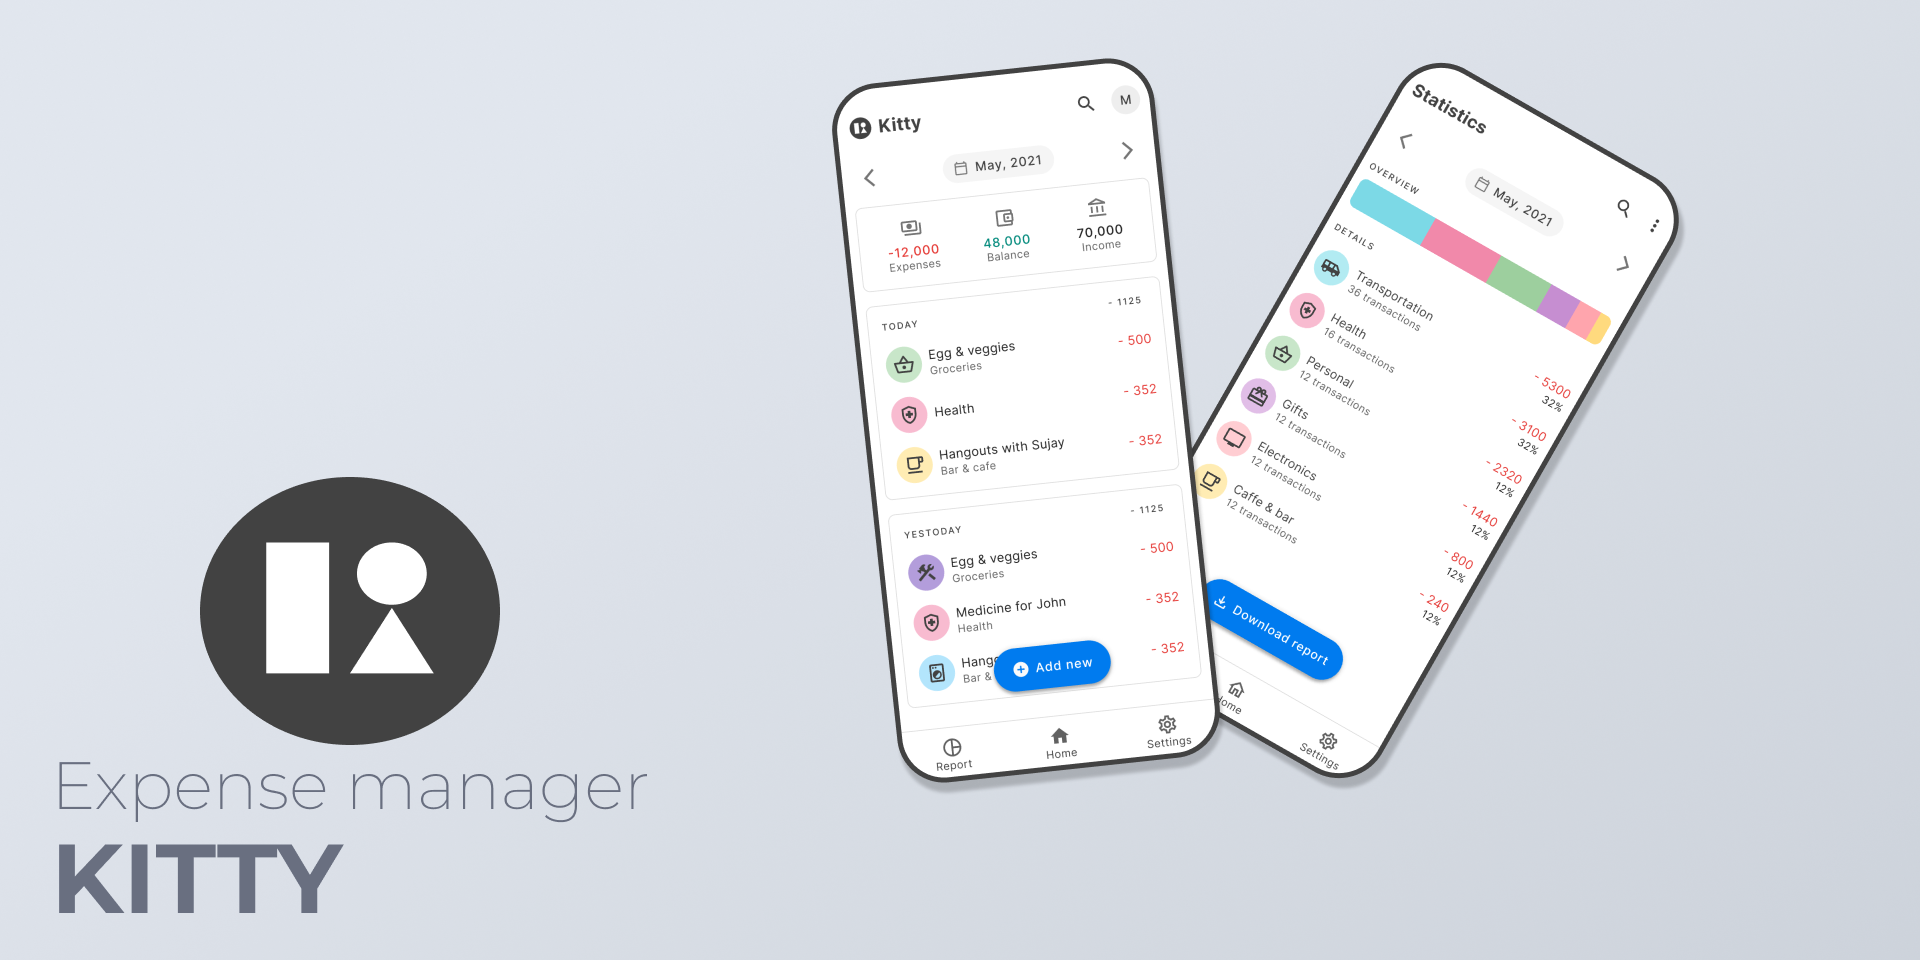 Expense manager
KITTY
Kitty
M
May, 2021
-12,000
Expenses
48,000
Balance
70,000
Income
TODAY
- 1125
Egg & veggies
Groceries
- 500
Health
- 352
Hangouts with Sujay
Bar & cafe
- 352
YESTODAY
- 1125
Egg & veggies
Groceries
- 500
Medicine for John
Health
- 352
Bar &
- 352
Add new
Report
Home
Settings
Statistics
May, 2021
OVERVIEW
DETAILS
Transportation
36 transactions
- 5300
32%
Health
16 transactions
- 3100
32%
Personal
12 transactions
- 2320
12%
Gifts
12 transactions
- 1440
12%
Electronics
12 transactions
- 800
12%
Caffe & bar
12 transactions
- 240
12%
Download report
Home
Settings